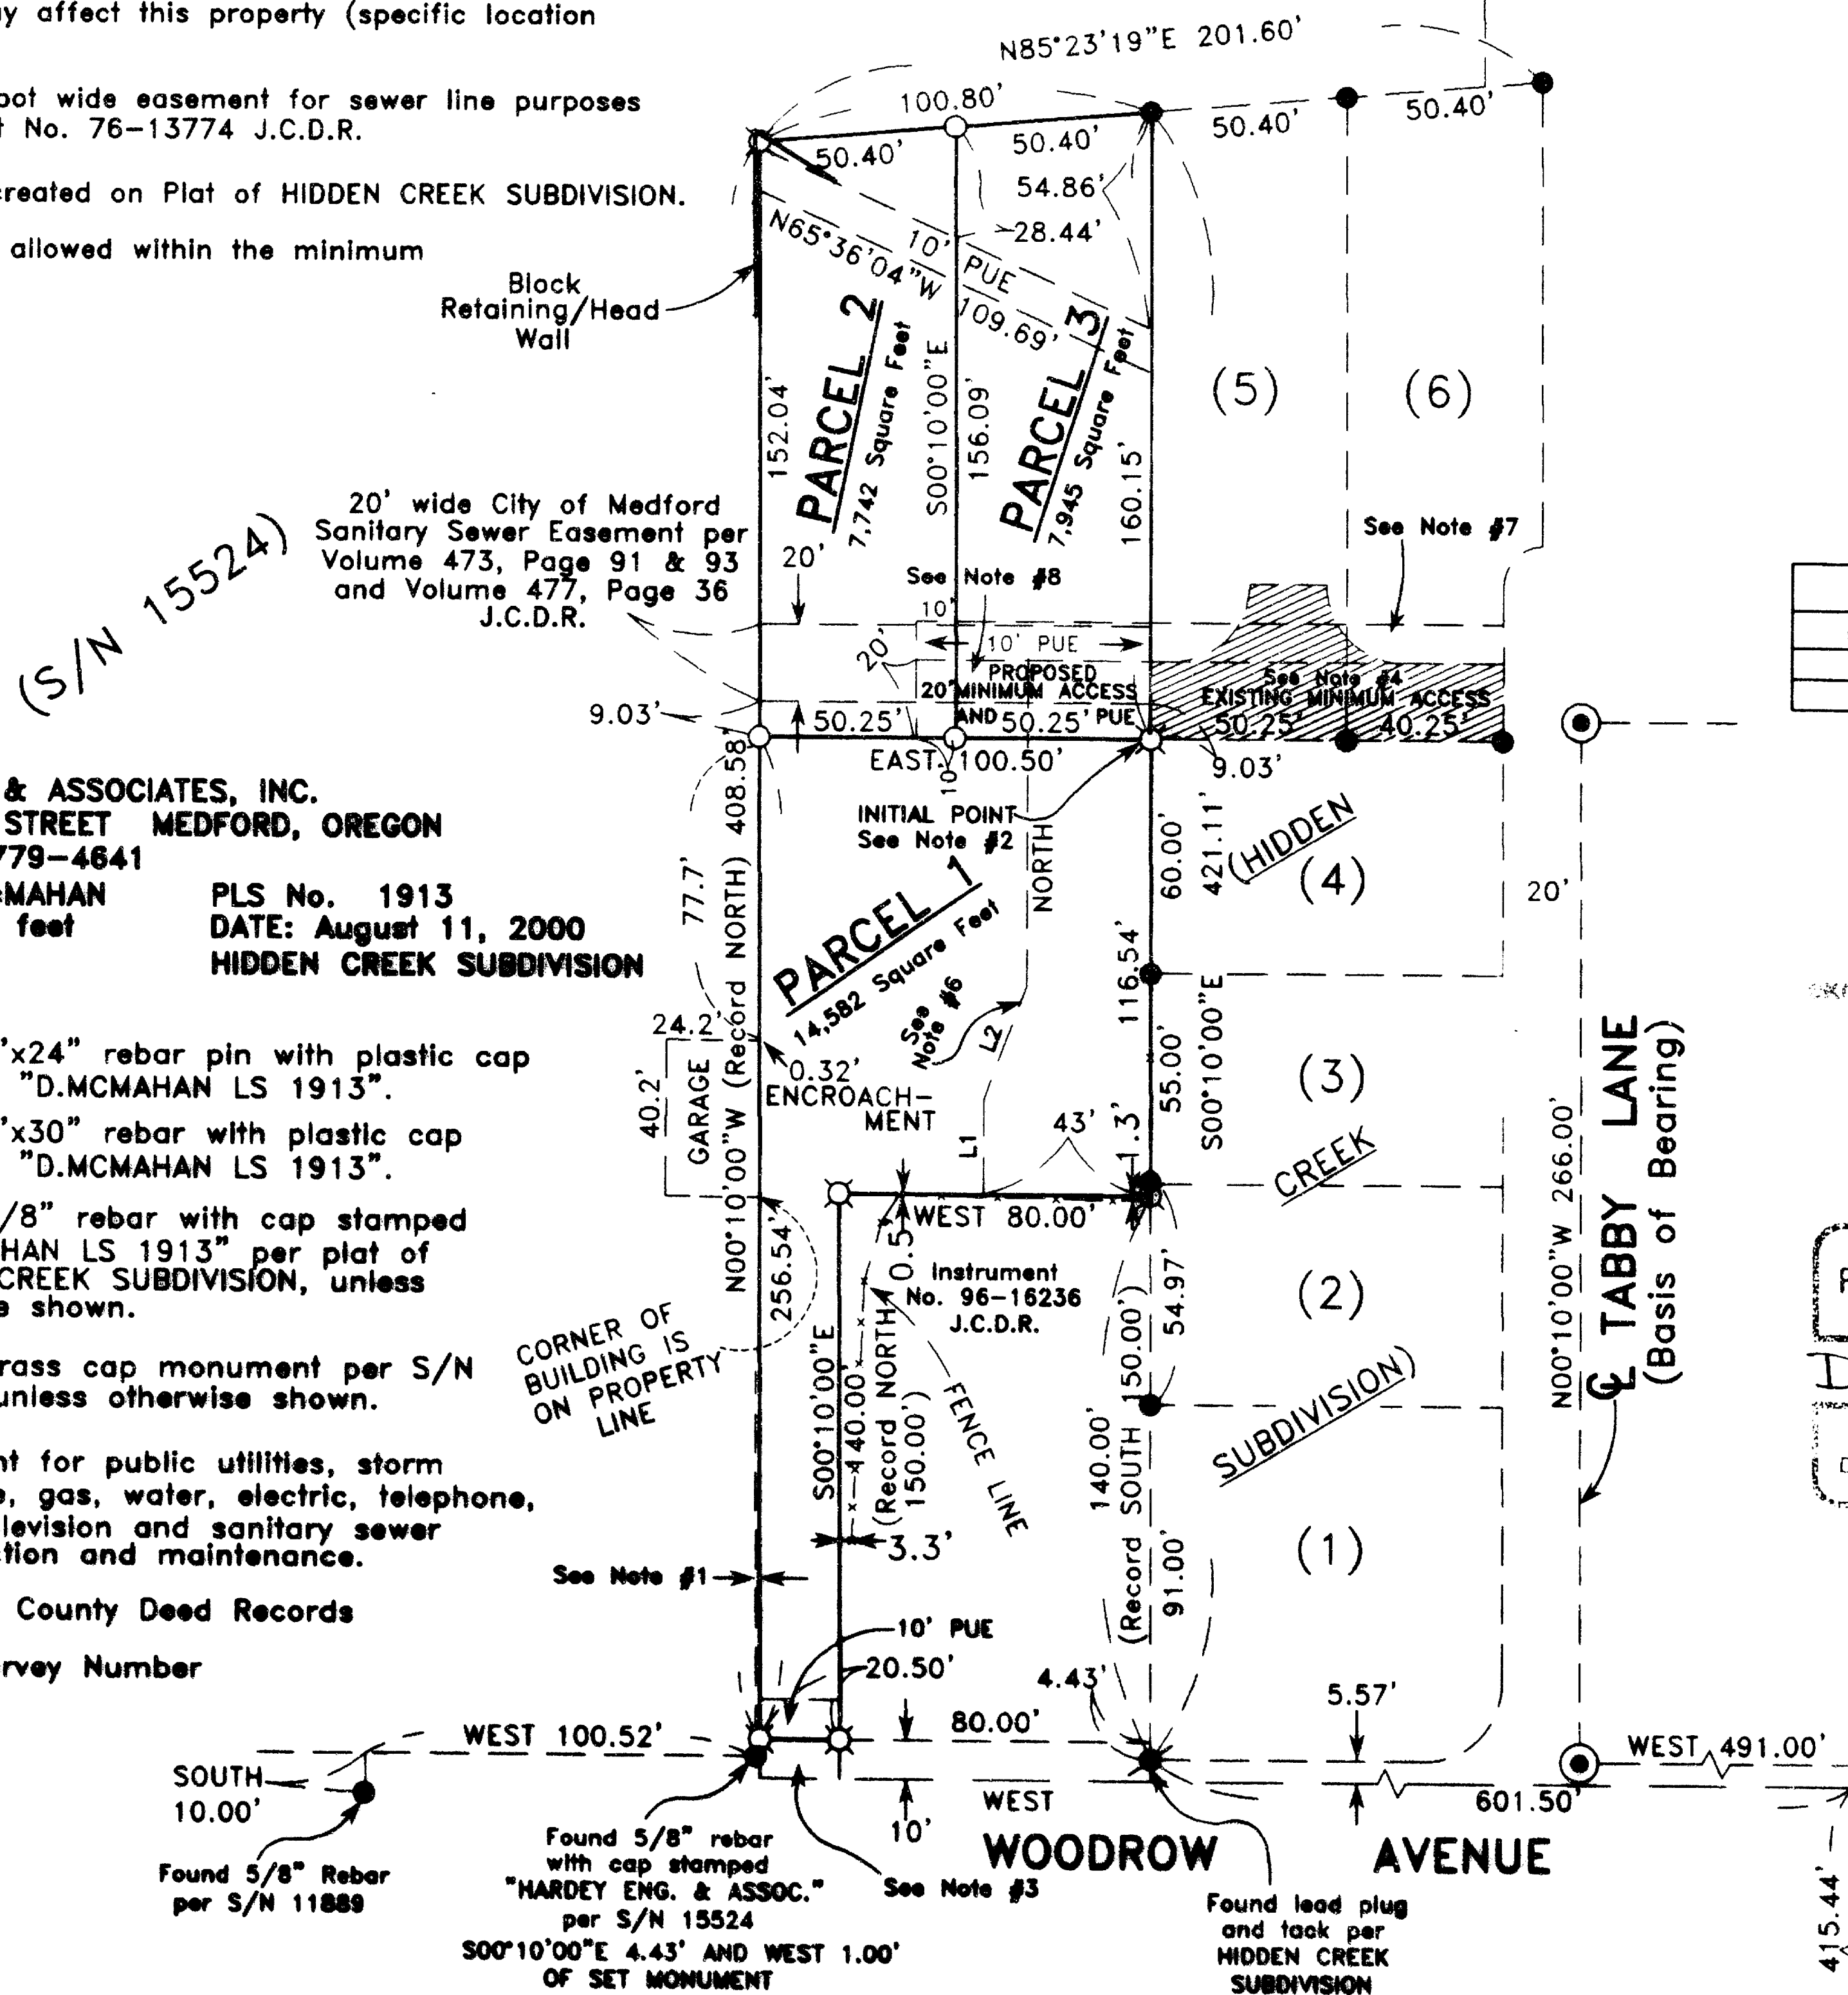 y affect this property (specific location
oot wide easement for sewer line purposes
t No. 76-13774 J.C.D.R.
created on Plat of HIDDEN CREEK SUBDIVISION.
allowed within the minimum
Block
Retaining/Head
Wall
N85°23'19"E 201.60'
100.80'
50.40'
50.40'
50.40'
50.40'
54.86'
28.44'
10' PUE
N65°36'04"W 109.69'
PARCEL 2
7,742 Square Feet
PARCEL 3
7,945 Square Feet
152.04'
S00°10'00"E
156.09'
160.15'
(5)
(6)
(S/N 15524)
20' wide City of Medford
Sanitary Sewer Easement per
Volume 473, Page 91 & 93
and Volume 477, Page 36
J.C.D.R.
20'
See Note #7
See Note #8
10'
10' PUE
20'
PROPOSED
20' MINIMUM ACCESS
AND PUE
See Note #4
EXISTING MINIMUM ACCESS
9.03'
50.25'
50.25'
50.25'
40.25'
EAST 100.50'
10'
9.03'
INITIAL POINT
See Note #2
& ASSOCIATES, INC.
STREET MEDFORD, OREGON
779-4641
MAHAN PLS No. 1913
feet DATE: August 11, 2000
HIDDEN CREEK SUBDIVISION
408.58'
77.7'
N00°10'00"W (Record NORTH)
PARCEL 1
14,582 Square Feet
See
Note #6
NORTH
L2
L1
60.00'
421.11'
116.54'
55.00'
S00°10'00"E
(HIDDEN
CREEK
SUBDIVISION)
(4)
(3)
(2)
(1)
20'
TABBY LANE
(Basis of Bearing)
N00°10'00"W 266.00'
24.2'
40.2'
GARAGE
0.32'
ENCROACH-
MENT
43'
1.3'
'x24" rebar pin with plastic cap
"D.MCMAHAN LS 1913".
'x30" rebar with plastic cap
"D.MCMAHAN LS 1913".
/8" rebar with cap stamped
HAN LS 1913" per plat of
CREEK SUBDIVISION, unless
e shown.
rass cap monument per S/N
unless otherwise shown.
nt for public utilities, storm
e, gas, water, electric, telephone,
levision and sanitary sewer
tion and maintenance.
County Deed Records
rvey Number
WEST 80.00'
0.5'
Instrument
No. 96-16236
J.C.D.R.
256.54'
CORNER OF
BUILDING IS
ON PROPERTY
LINE
S00°10'00"E
140.00'
(Record NORTH
150.00')
FENCE LINE
3.3'
54.97'
140.00'
(Record SOUTH 150.00')
91.00'
See Note #1
10' PUE
20.50'
4.43'
5.57'
80.00'
WEST 100.52'
SOUTH
10.00'
WEST
10'
WEST 491.00'
601.50'
WOODROW AVENUE
415.44'
Found 5/8" Rebar
per S/N 11889
Found 5/8" rebar
with cap stamped
"HARDEY ENG. & ASSOC."
per S/N 15524
S00°10'00"E 4.43' AND WEST 1.00'
OF SET MONUMENT
See Note #3
Found lead plug
and tack per
HIDDEN CREEK
SUBDIVISION